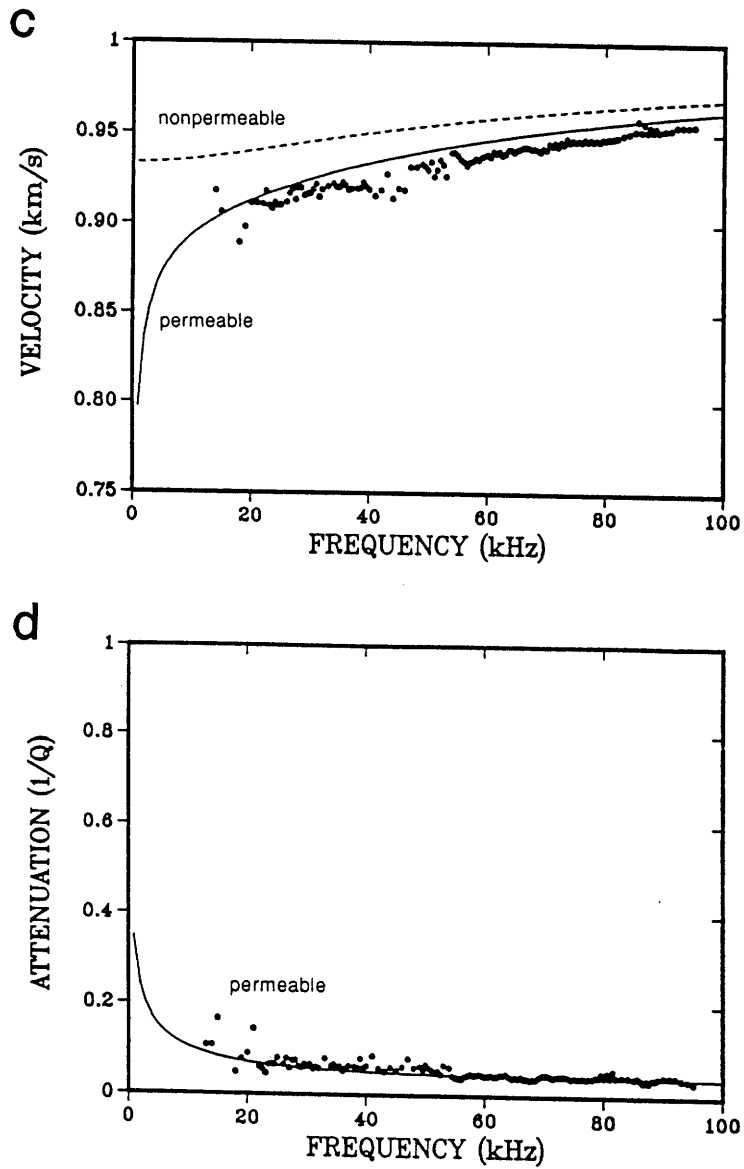 c
1
0.95
0.90
0.85
0.80
0.75
VELOCITY (km/s)
nonpermeable
permeable
0
20
40
60
80
100
FREQUENCY (kHz)
d
1
0.8
0.6
0.4
0.2
0
ATTENUATION (1/Q)
permeable
0
20
40
60
80
100
FREQUENCY (kHz)